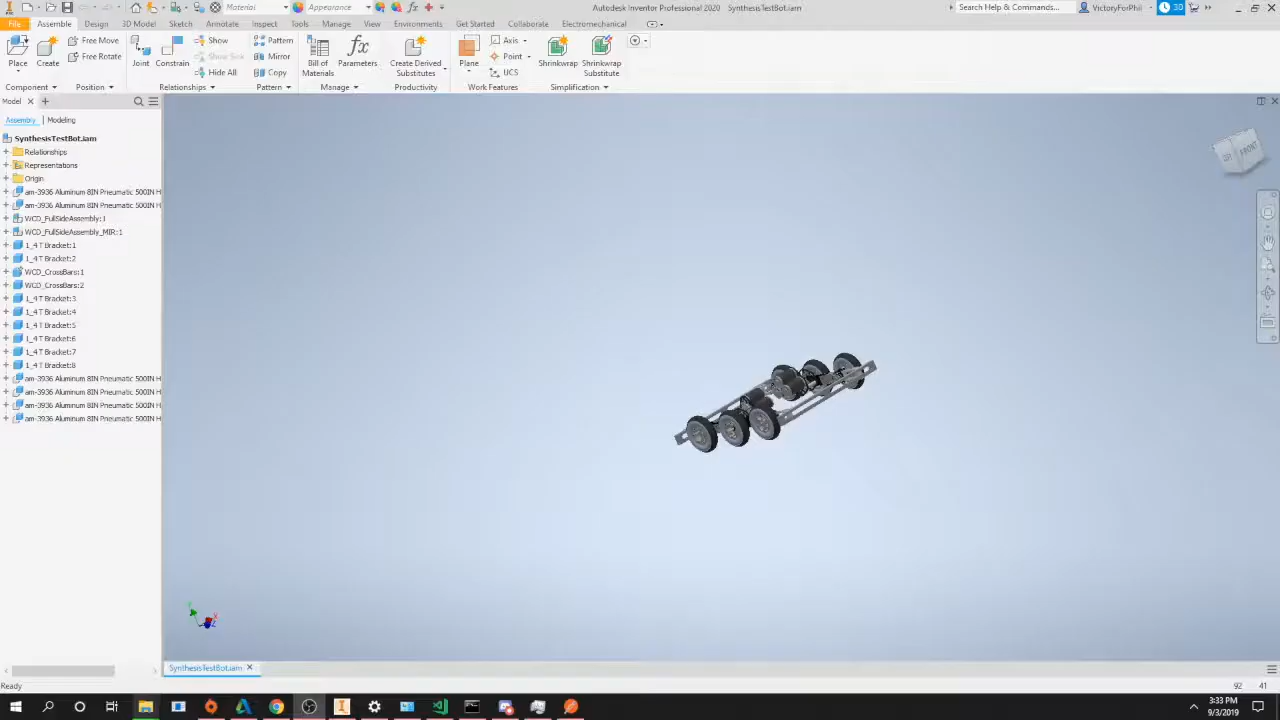 Material
Appearance
Autodesk Inventor Professional 2020 SynthesisTestBot.iam
Search Help & Commands...
VictoryForPhil
30
File Assemble Design 3D Model Sketch Annotate Inspect Tools Manage View Environments Get Started Collaborate Electromechanical
Place
Create
Free Move
Free Rotate
Joint
Constrain
Show
Show Sick
Hide All
Pattern
Mirror
Copy
Bill of
Materials
Parameters
Create Derived
Substitutes
Plane
Axis
Point
UCS
Shrinkwrap
Shrinkwrap
Substitute
Component Position Relationships Pattern Manage Productivity Work Features Simplification
Model
Assembly Modeling
SynthesisTestBot.iam
Relationships
Representations
Origin
am-3936 Aluminum 8IN Pneumatic 500IN H
am-3936 Aluminum 8IN Pneumatic 500IN H
WCD_FullSideAssembly:1
WCD_FullSideAssembly_MIR:1
1_4 T Bracket:1
1_4 T Bracket:2
WCD_CrossBars:1
WCD_CrossBars:2
1_4 T Bracket:3
1_4 T Bracket:4
1_4 T Bracket:5
1_4 T Bracket:6
1_4 T Bracket:7
1_4 T Bracket:8
am-3936 Aluminum 8IN Pneumatic 500IN H
am-3936 Aluminum 8IN Pneumatic 500IN H
am-3936 Aluminum 8IN Pneumatic 500IN H
am-3936 Aluminum 8IN Pneumatic 500IN H
FRONT
SynthesisTestBot.iam
Ready
92 41
3:33 PM
9/3/2019